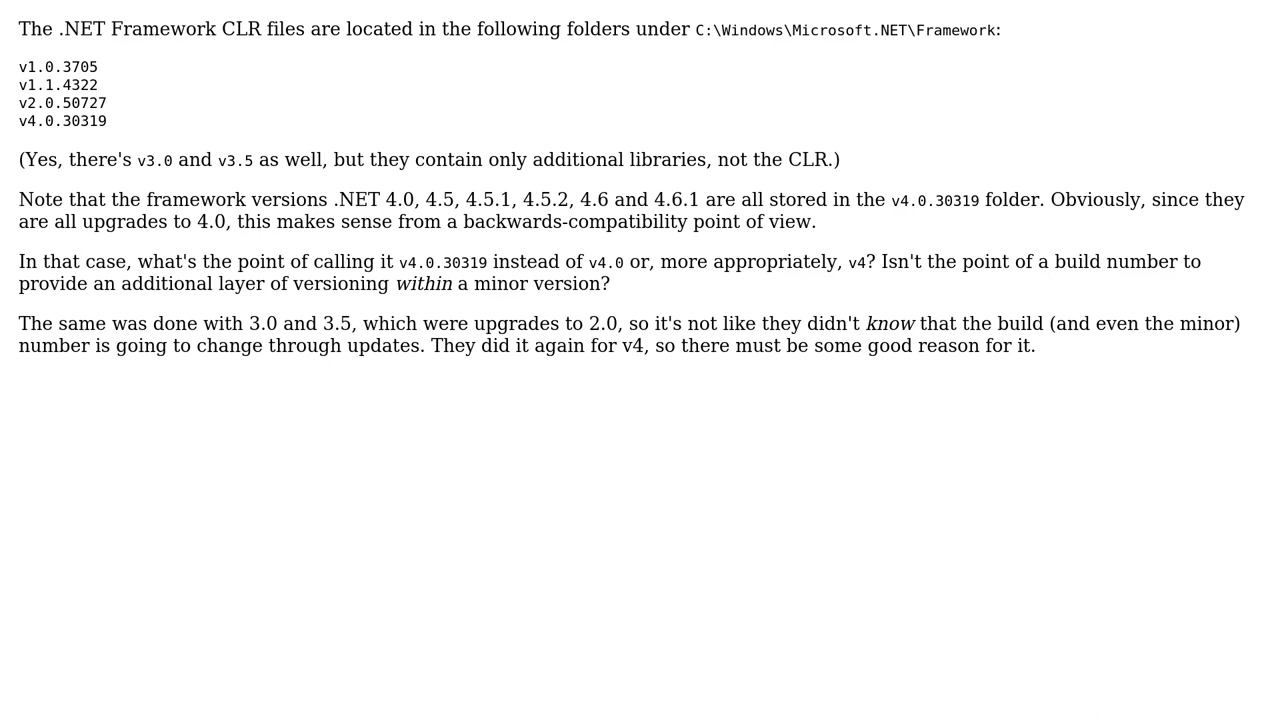 The .NET Framework CLR files are located in the following folders under C:\Windows\Microsoft.NET\Framework:
v1.0.3705
v1.1.4322
v2.0.50727
v4.0.30319
(Yes, there's v3.0 and v3.5 as well, but they contain only additional libraries, not the CLR.)
Note that the framework versions .NET 4.0, 4.5, 4.5.1, 4.5.2, 4.6 and 4.6.1 are all stored in the v4.0.30319 folder. Obviously, since they
are all upgrades to 4.0, this makes sense from a backwards-compatibility point of view.
In that case, what's the point of calling it v4.0.30319 instead of v4.0 or, more appropriately, v4? Isn't the point of a build number to
provide an additional layer of versioning within a minor version?
The same was done with 3.0 and 3.5, which were upgrades to 2.0, so it's not like they didn't know that the build (and even the minor)
number is going to change through updates. They did it again for v4, so there must be some good reason for it.